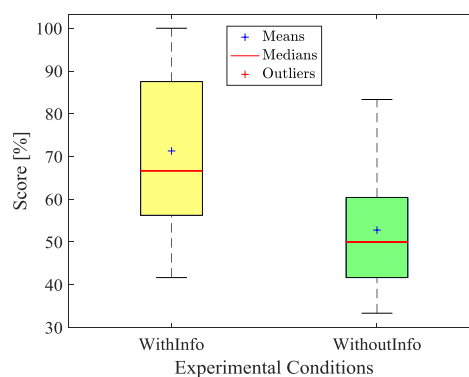 Means
Medians
Outliers
Score [%]
100
90
80
70
60
50
40
30
WithInfo
WithoutInfo
Experimental Conditions